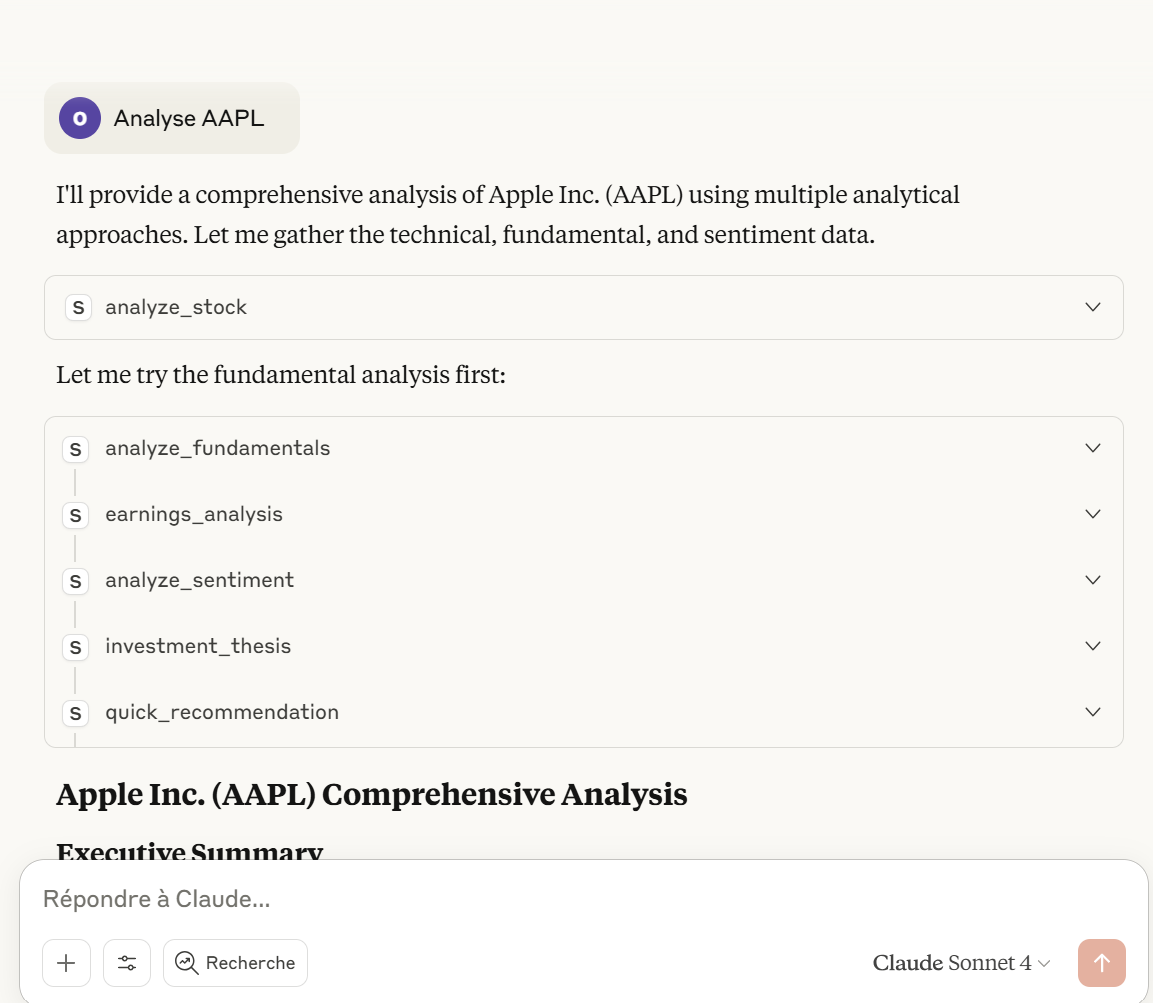 O Analyse AAPL
I'll provide a comprehensive analysis of Apple Inc. (AAPL) using multiple analytical
approaches. Let me gather the technical, fundamental, and sentiment data.
S analyze_stock
Let me try the fundamental analysis first:
S analyze_fundamentals
S earnings_analysis
S analyze_sentiment
S investment_thesis
S quick_recommendation
Apple Inc. (AAPL) Comprehensive Analysis
Executive Summary
Répondre à Claude...
Recherche
Claude Sonnet 4